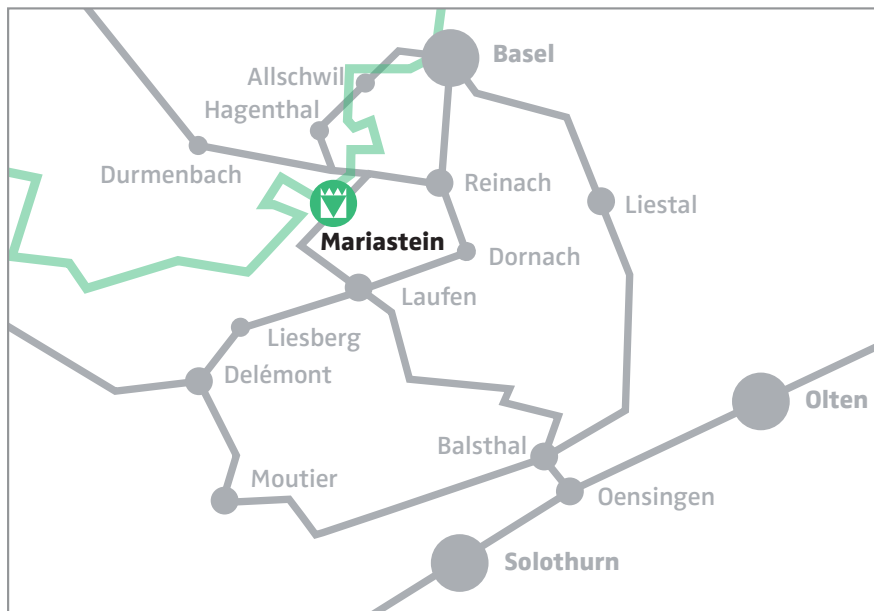 Basel
Allschwil
Hagenthal
Durmenbach
Reinach
Liestal
Mariastein
Dornach
Laufen
Liesberg
Delémont
Olten
Balsthal
Moutier
Oensingen
Solothurn